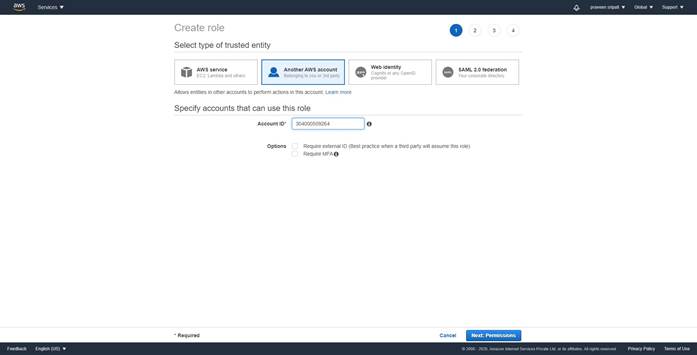 aws Services praveen sripati Global Support
Create role
1 2 3 4
Select type of trusted entity
AWS service
EC2, Lambda and others
Another AWS account
Belonging to you or 3rd party
Web identity
Cognito or any OpenID
provider
SAML 2.0 federation
Your corporate directory
Allows entities in other accounts to perform actions in this account. Learn more
Specify accounts that can use this role
Account ID* 304000509264
Options Require external ID (Best practice when a third party will assume this role)
Require MFA
* Required Cancel Next: Permissions
Feedback English (US) © 2008 - 2020, Amazon Internet Services Private Ltd. or its affiliates. All rights reserved. Privacy Policy Terms of Use